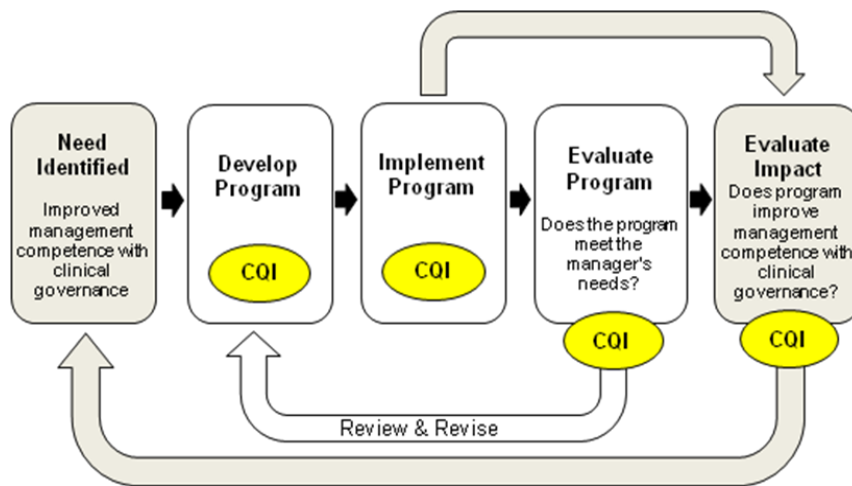 Need
Identified
Improved
management
competence with
clinical
governance
Develop
Program
CQI
Implement
Program
CQI
Evaluate
Program
Does the program
meet the
manager's
needs?
CQI
Evaluate
Impact
Does program
improve
management
competence with
clinical
governance?
CQI
Review & Revise